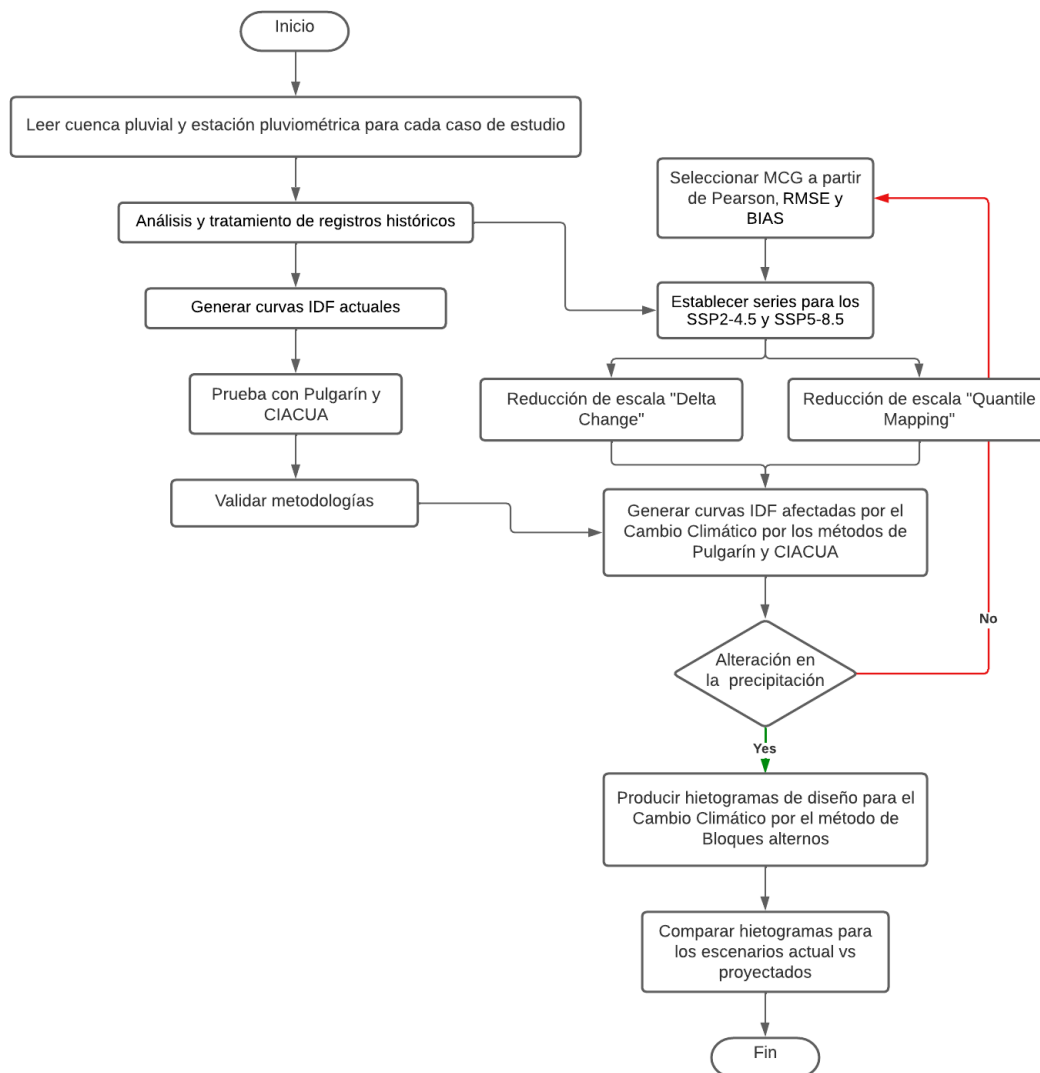 Inicio
Leer cuenca pluvial y estación pluviométrica para cada caso de estudio
Análisis y tratamiento de registros históricos
Generar curvas IDF actuales
Prueba con Pulgarín y
CIACUA
Validar metodologías
Seleccionar MCG a partir
de Pearson, RMSE y
BIAS
Establecer series para los
SSP2-4.5 y SSP5-8.5
Reducción de escala "Delta
Change"
Reducción de escala "Quantile
Mapping"
Generar curvas IDF afectadas por el
Cambio Climático por los métodos de
Pulgarín y CIACUA
Alteración en
la precipitación
No
Yes
Producir hietogramas de diseño para el
Cambio Climático por el método de
Bloques alternos
Comparar hietogramas para
los escenarios actual vs
proyectados
Fin